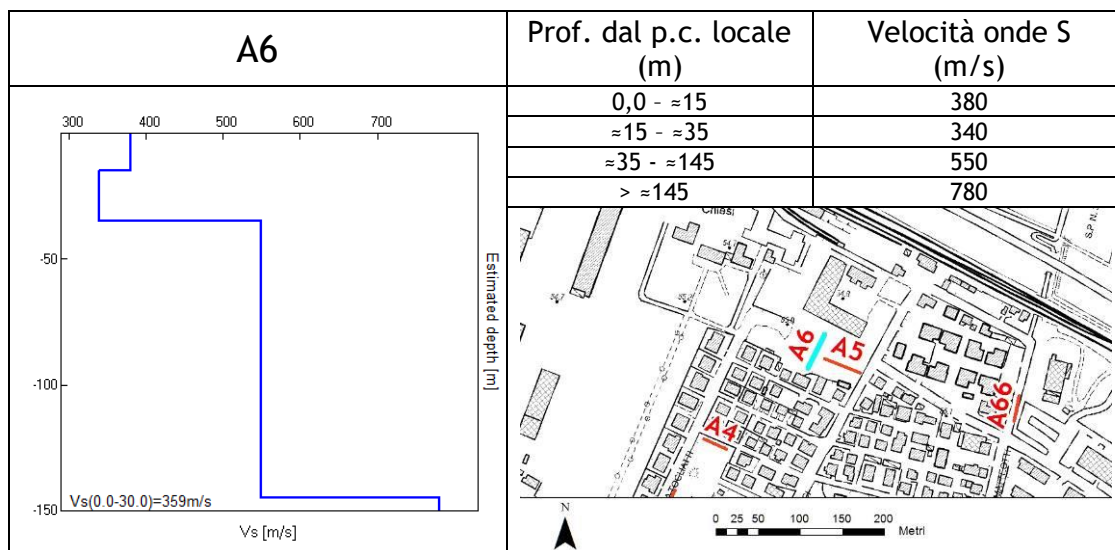 A6
Prof. dal p.c. locale
(m)
Velocità onde S
(m/s)
0,0 – ≈15
380
≈15 – ≈35
340
≈35 - ≈145
550
> ≈145
780
300 400 500 600 700
-50
-100
-150
Estimated depth [m]
Vs(0.0-30.0)=359m/s
Vs [m/s]
Chiesi
S.P. N.
A6
A5
A66
A4
TOGLIATTI
N
0 25 50 100 150 200
Metri